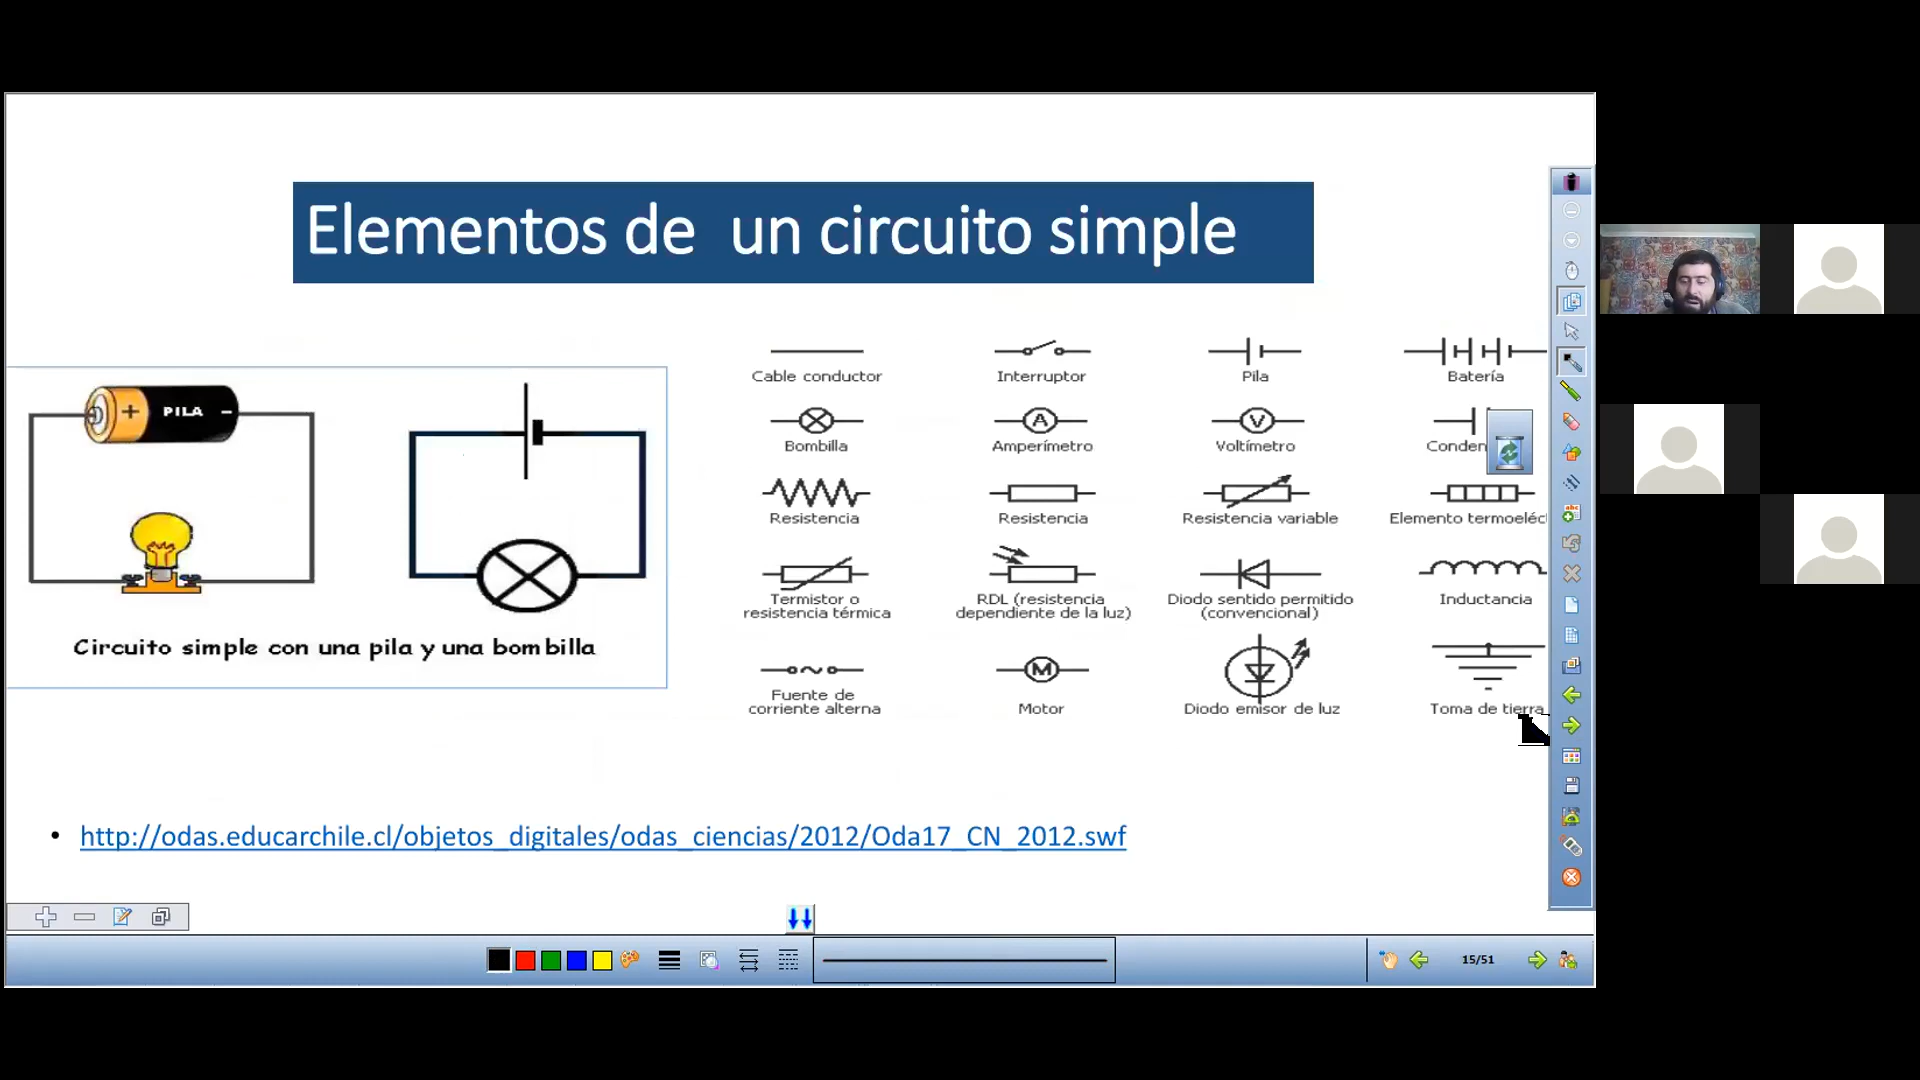 Elementos de un circuito simple
Cable conductor
Interruptor
Pila
Batería
+ PILA -
A
V
Bombilla
Amperímetro
Voltímetro
Conden
Resistencia
Resistencia
Resistencia variable
Elemento termoeléc
Termistor o
resistencia térmica
RDL (resistencia
dependiente de la luz)
Diodo sentido permitido
(convencional)
Inductancia
Circuito simple con una pila y una bombilla
M
Fuente de
corriente alterna
Motor
Diodo emisor de luz
Toma de tierra
• http://odas.educarchile.cl/objetos_digitales/odas_ciencias/2012/Oda17_CN_2012.swf
15/51